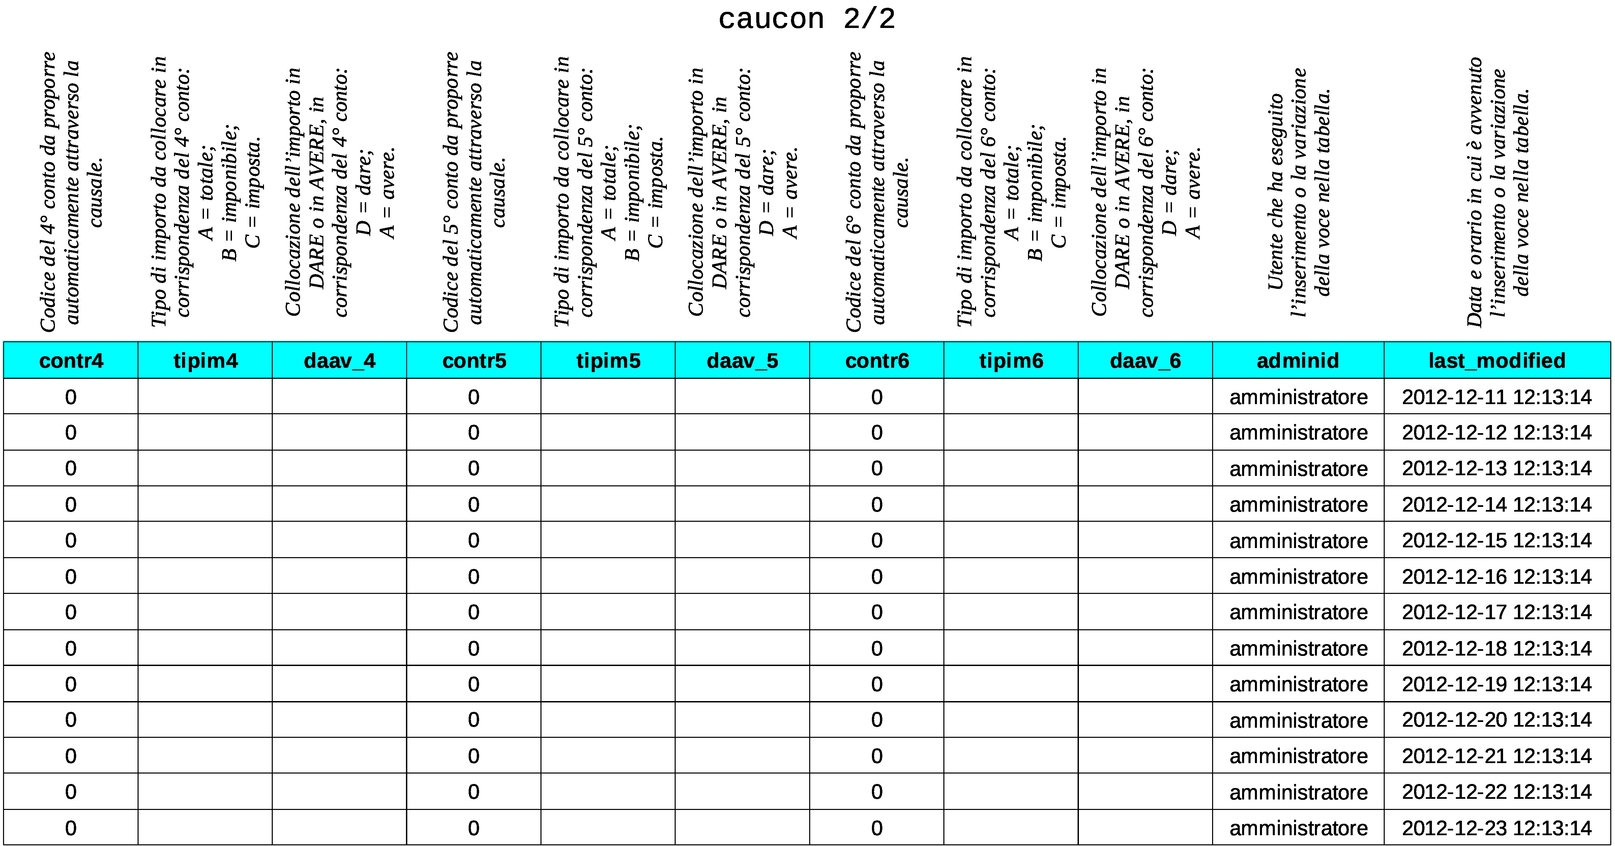 caucon 2/2
Codice del 4° conto da proporre
automaticamente attraverso la
causale.
Tipo di importo da collocare in
corrispondenza del 4° conto:
A = totale;
B = imponibile;
C = imposta.
Collocazione dell'importo in
DARE o in AVERE, in
corrispondenza del 4° conto:
D = dare;
A = avere.
Codice del 5° conto da proporre
automaticamente attraverso la
causale.
Tipo di importo da collocare in
corrispondenza del 5° conto:
A = totale;
B = imponibile;
C = imposta.
Collocazione dell'importo in
DARE o in AVERE, in
corrispondenza del 5° conto:
D = dare;
A = avere.
Codice del 6° conto da proporre
automaticamente attraverso la
causale.
Tipo di importo da collocare in
corrispondenza del 6° conto:
A = totale;
B = imponibile;
C = imposta.
Collocazione dell'importo in
DARE o in AVERE, in
corrispondenza del 6° conto:
D = dare;
A = avere.
Utente che ha eseguito
l'inserimento o la variazione
della voce nella tabella.
Data e orario in cui è avvenuto
l'inserimento o la variazione
della voce nella tabella.
contr4 tipim4 daav_4 contr5 tipim5 daav_5 contr6 tipim6 daav_6 adminid last_modified
0 0 0 amministratore 2012-12-11 12:13:14
0 0 0 amministratore 2012-12-12 12:13:14
0 0 0 amministratore 2012-12-13 12:13:14
0 0 0 amministratore 2012-12-14 12:13:14
0 0 0 amministratore 2012-12-15 12:13:14
0 0 0 amministratore 2012-12-16 12:13:14
0 0 0 amministratore 2012-12-17 12:13:14
0 0 0 amministratore 2012-12-18 12:13:14
0 0 0 amministratore 2012-12-19 12:13:14
0 0 0 amministratore 2012-12-20 12:13:14
0 0 0 amministratore 2012-12-21 12:13:14
0 0 0 amministratore 2012-12-22 12:13:14
0 0 0 amministratore 2012-12-23 12:13:14